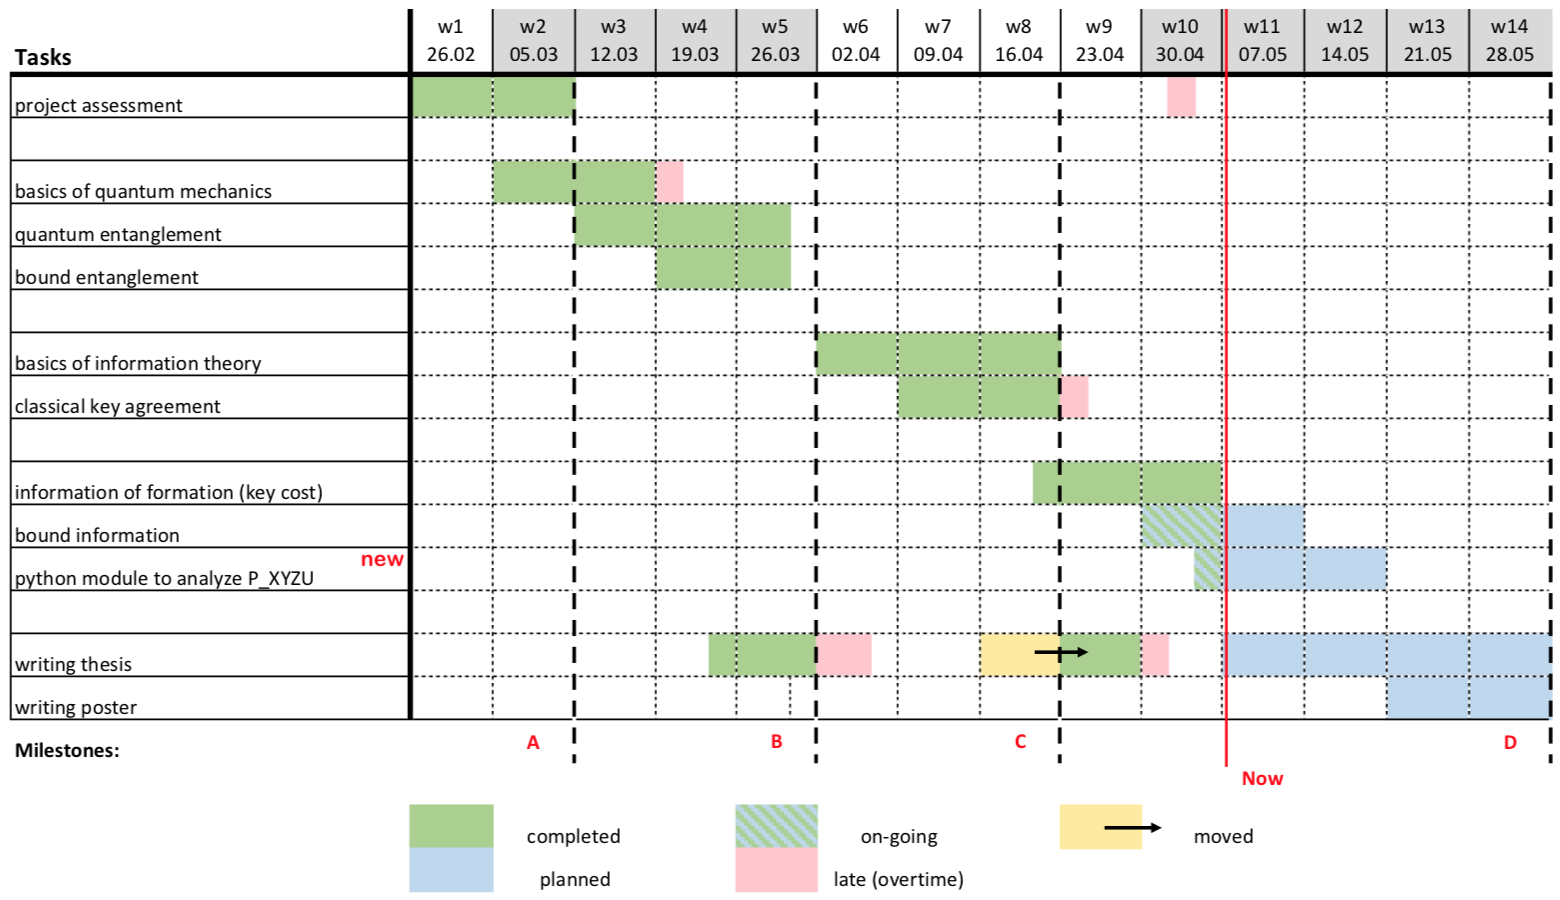 w1 w2 w3 w4 w5 w6 w7 w8 w9 w10 w11 w12 w13 w14
Tasks 26.02 05.03 12.03 19.03 26.03 02.04 09.04 16.04 23.04 30.04 07.05 14.05 21.05 28.05
project assessment
basics of quantum mechanics
quantum entanglement
bound entanglement
basics of information theory
classical key agreement
information of formation (key cost)
bound information
new
python module to analyze P_XYZU
writing thesis
writing poster
Milestones: A B C D
Now
completed on-going moved
planned late (overtime)